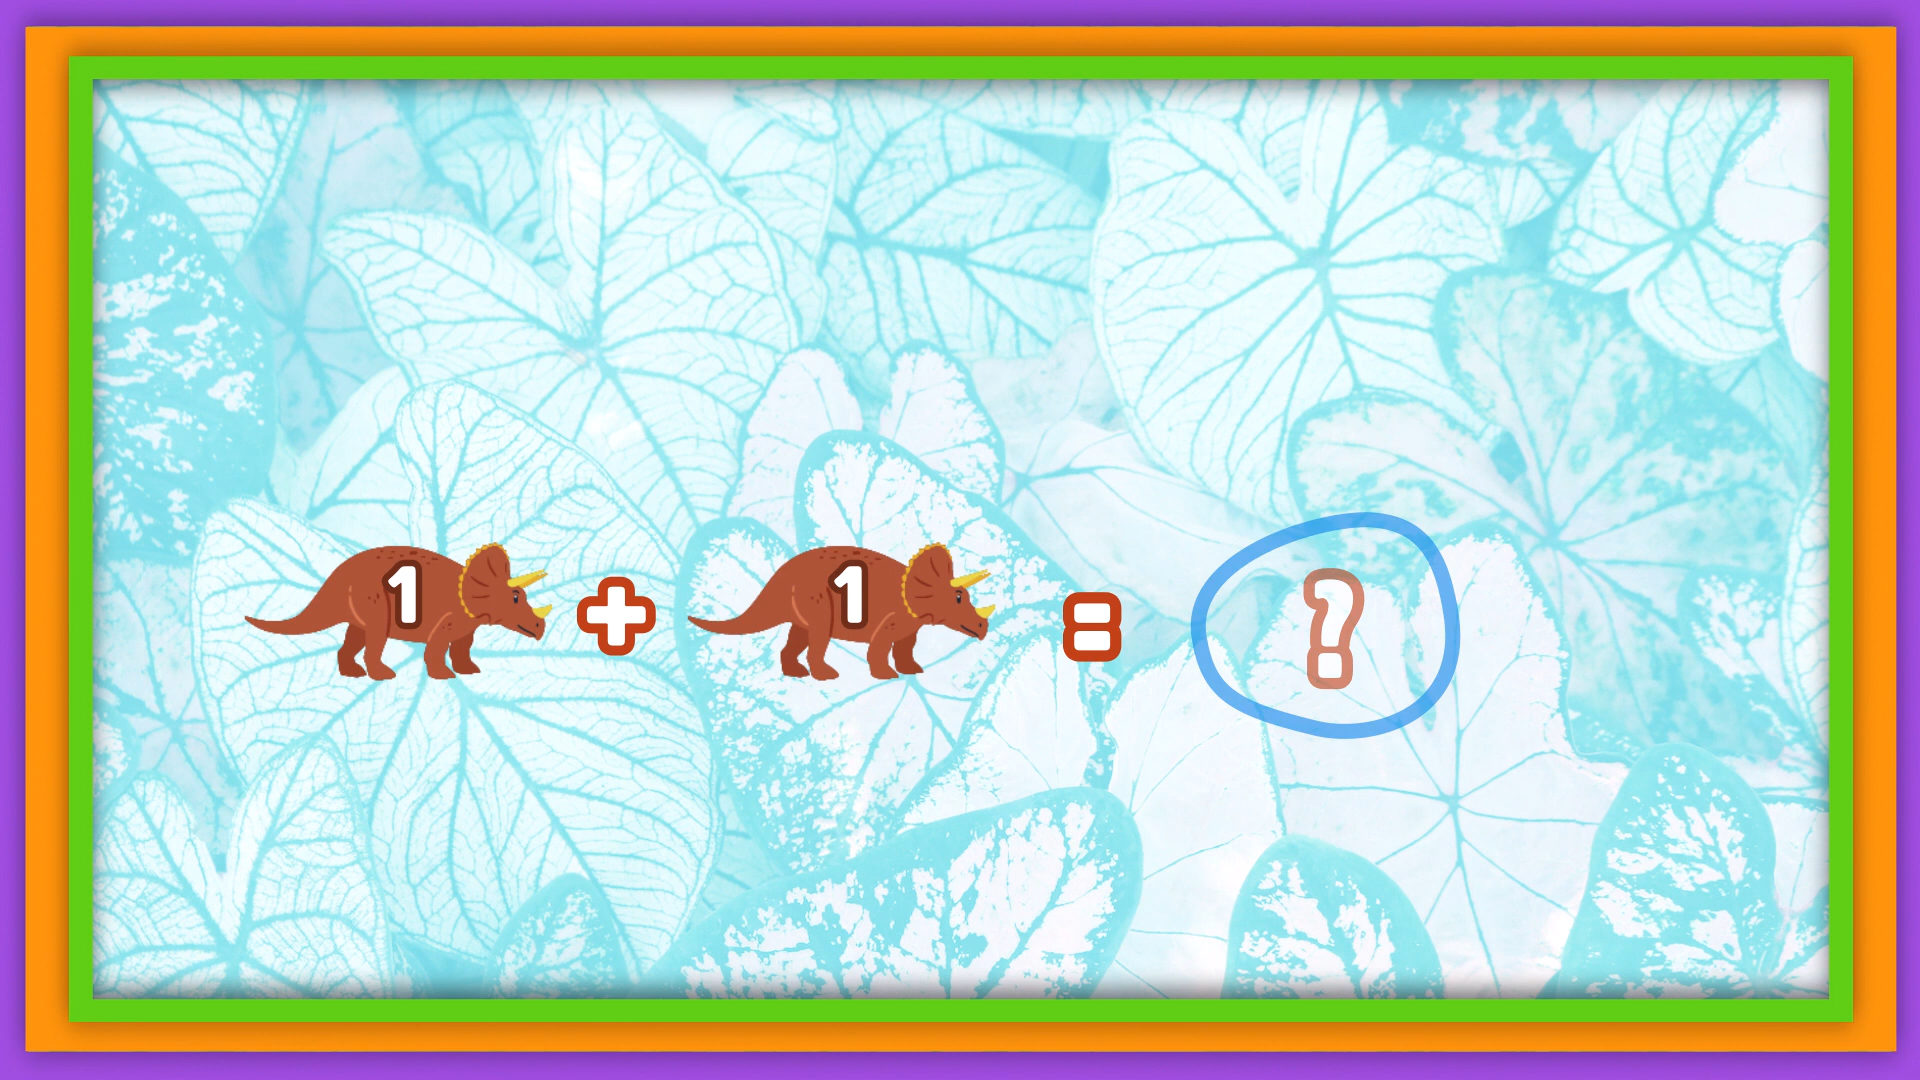 1 + 1 = ?